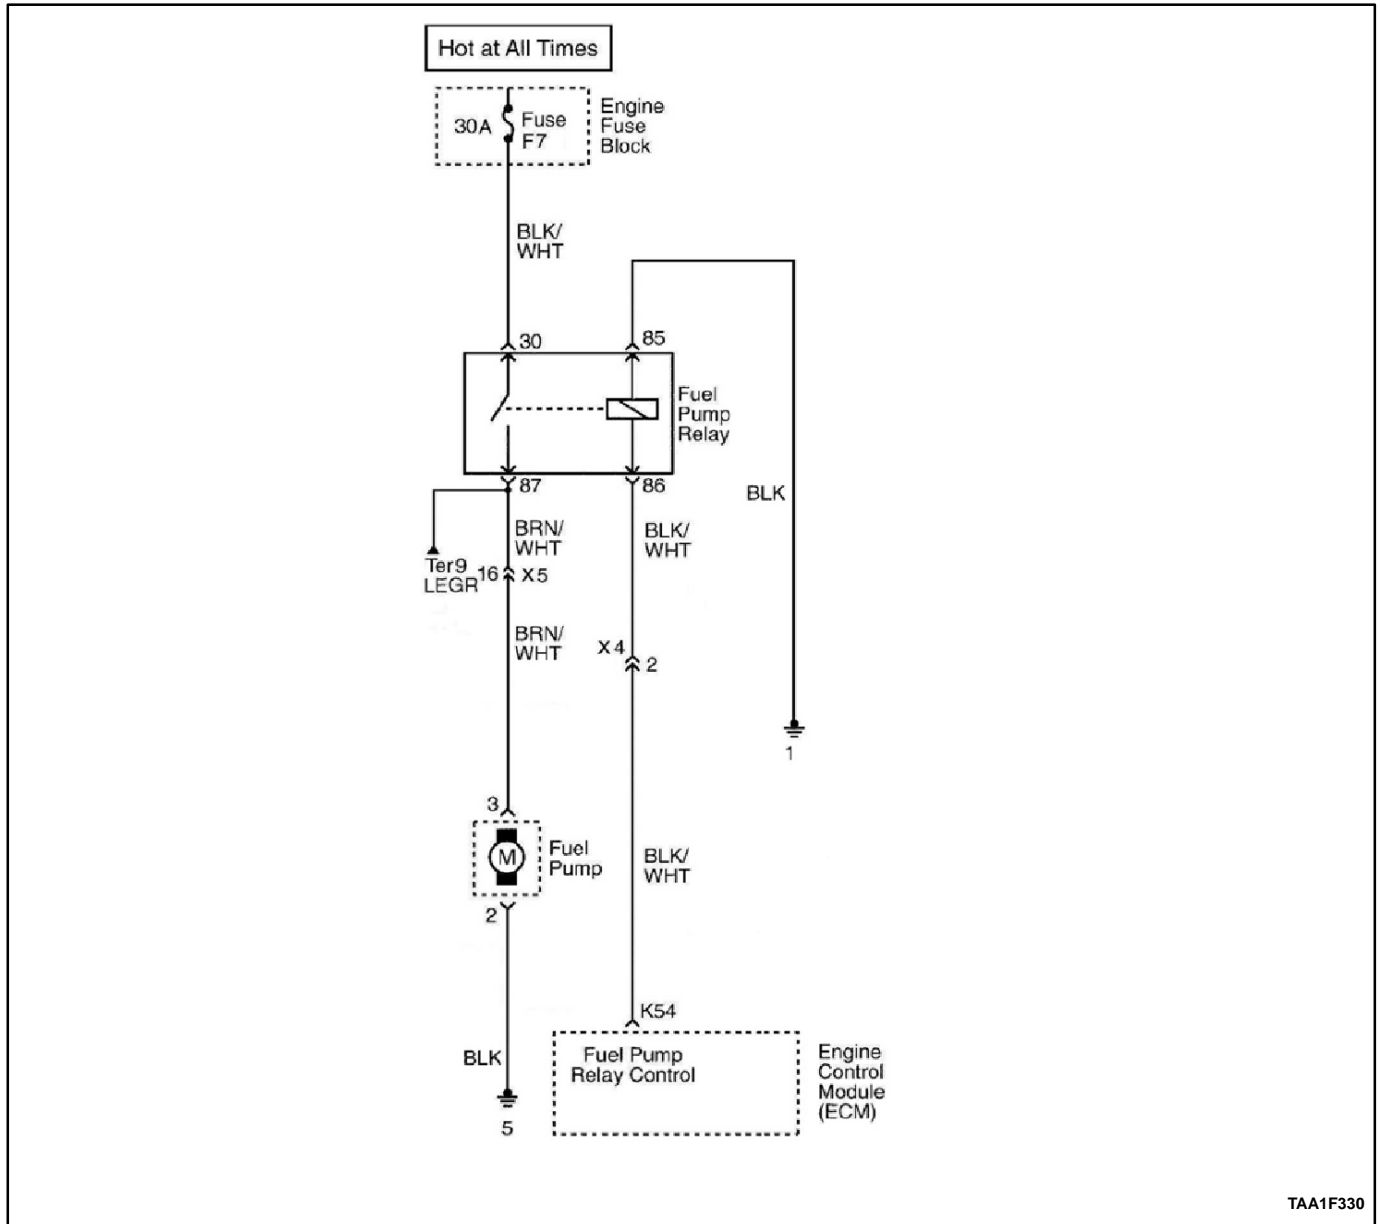 Hot at All Times
30A
Fuse
F7
Engine
Fuse
Block
BLK/
WHT
30
85
Fuel
Pump
Relay
87
86
BLK
BRN/
WHT
BLK/
WHT
Ter9
LEGR
16
X5
BRN/
WHT
X4
2
1
3
M
Fuel
Pump
BLK/
WHT
2
K54
BLK
Fuel Pump
Relay Control
Engine
Control
Module
(ECM)
5
TAA1F330